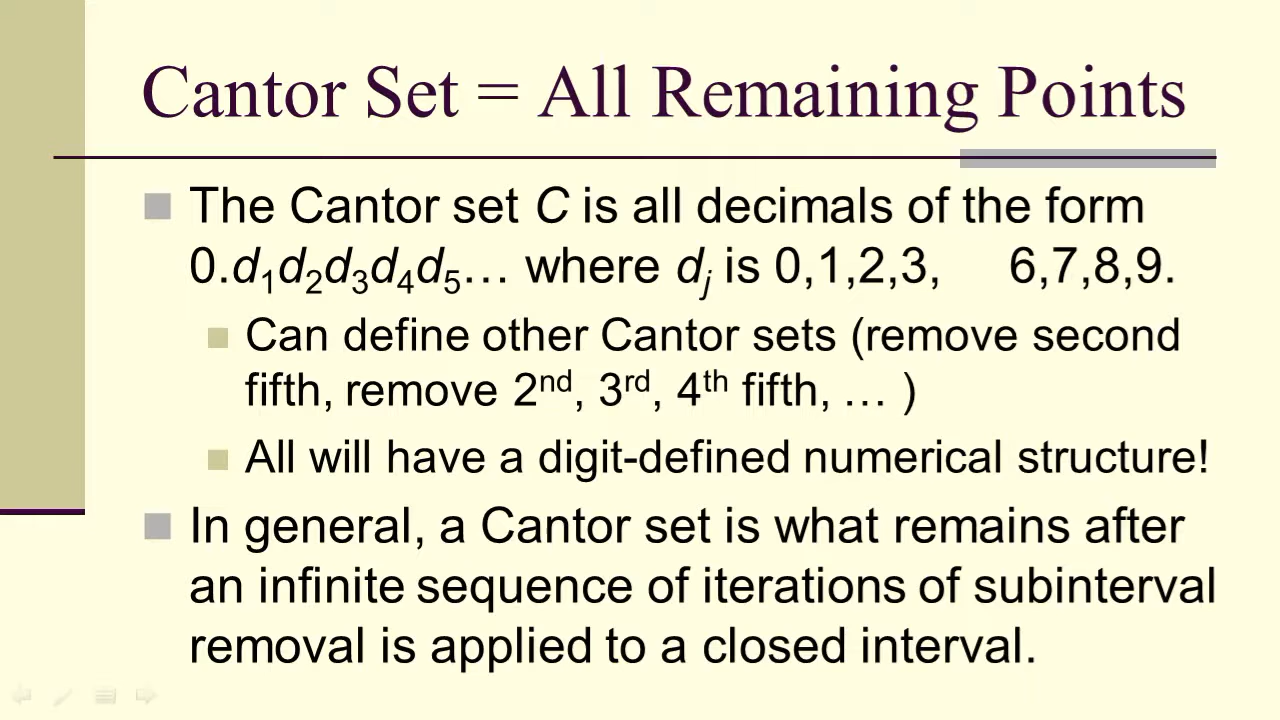 Cantor Set = All Remaining Points
The Cantor set C is all decimals of the form
0.d₁d₂d₃d₄d₅… where dⱼ is 0,1,2,3, 6,7,8,9.
Can define other Cantor sets (remove second
fifth, remove 2ⁿᵈ, 3ʳᵈ, 4ᵗʰ fifth, … )
All will have a digit-defined numerical structure!
In general, a Cantor set is what remains after
an infinite sequence of iterations of subinterval
removal is applied to a closed interval.